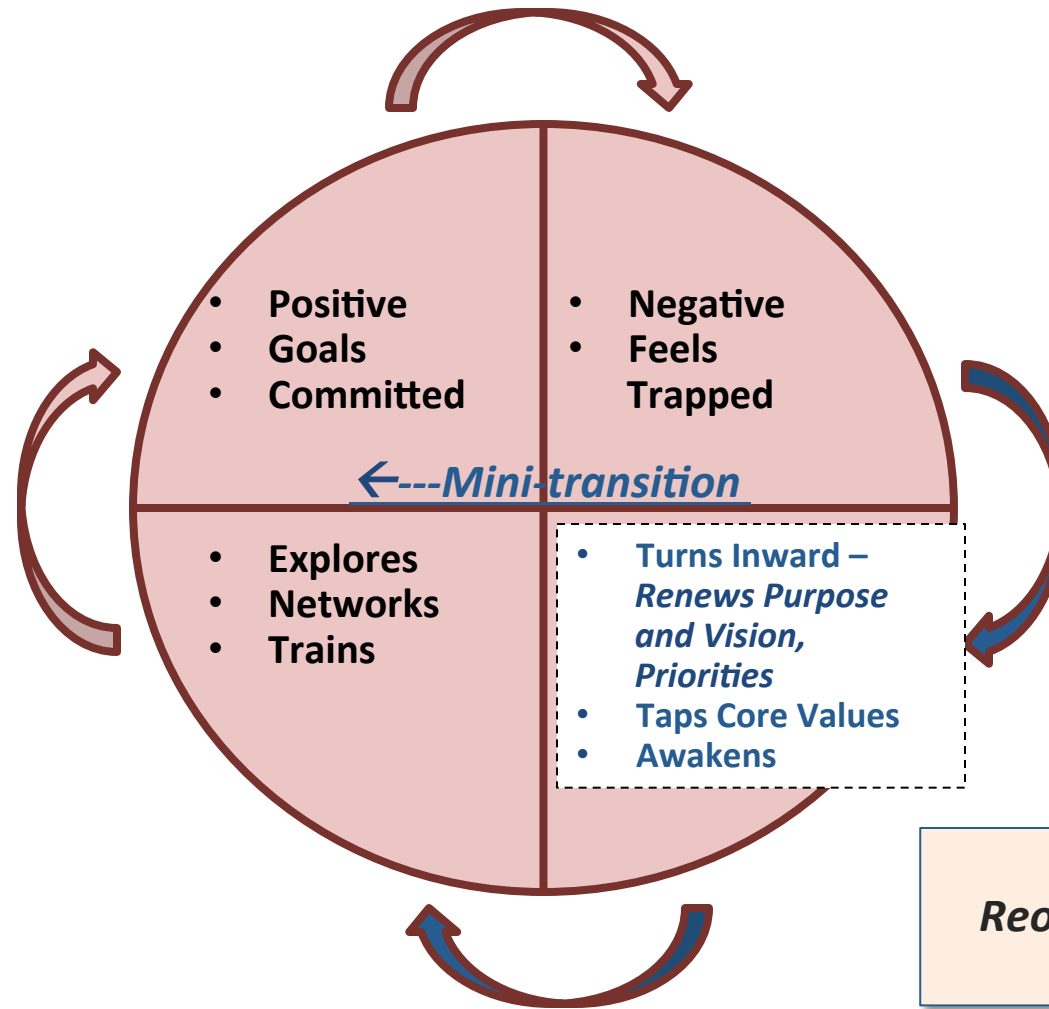 • Positive
• Goals
• Committed
• Negative
• Feels
Trapped
←---Mini-transition
• Explores
• Networks
• Trains
• Turns Inward –
Renews Purpose
and Vision,
Priorities
• Taps Core Values
• Awakens
Reo